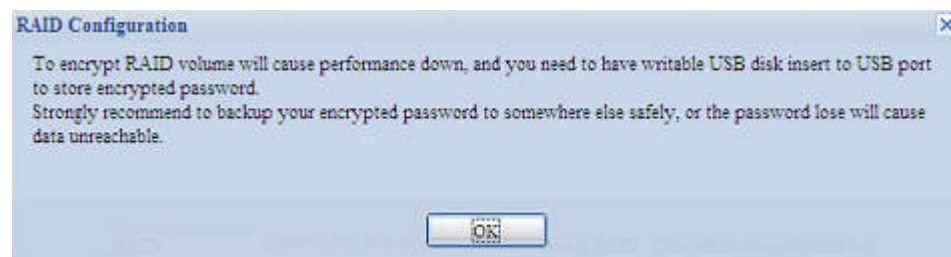 RAID Configuration
To encrypt RAID volume will cause performance down, and you need to have writable USB disk insert to USB port
to store encrypted password.
Strongly recommend to backup your encrypted password to somewhere else safely, or the password lose will cause
data unreachable.
OK